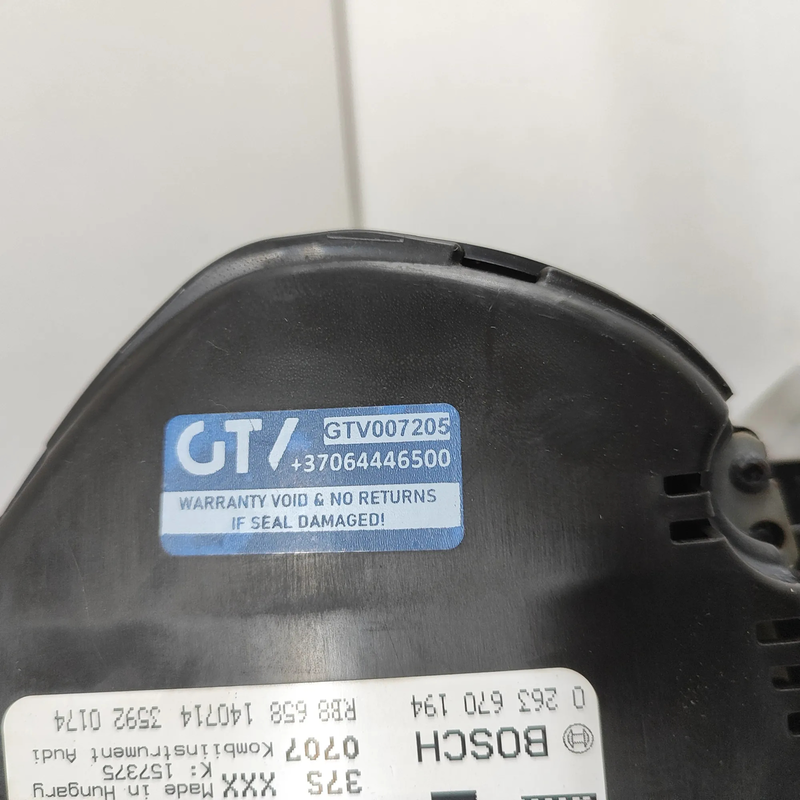 GTV GTV007205
+37064446500
WARRANTY VOID & NO RETURNS
IF SEAL DAMAGED!
0 263 670 194 RB8 658 140714 3592 0174
BOSCH 0707 Kombiinstrument Audi
K: 157375
375 XXX Made in Hungary